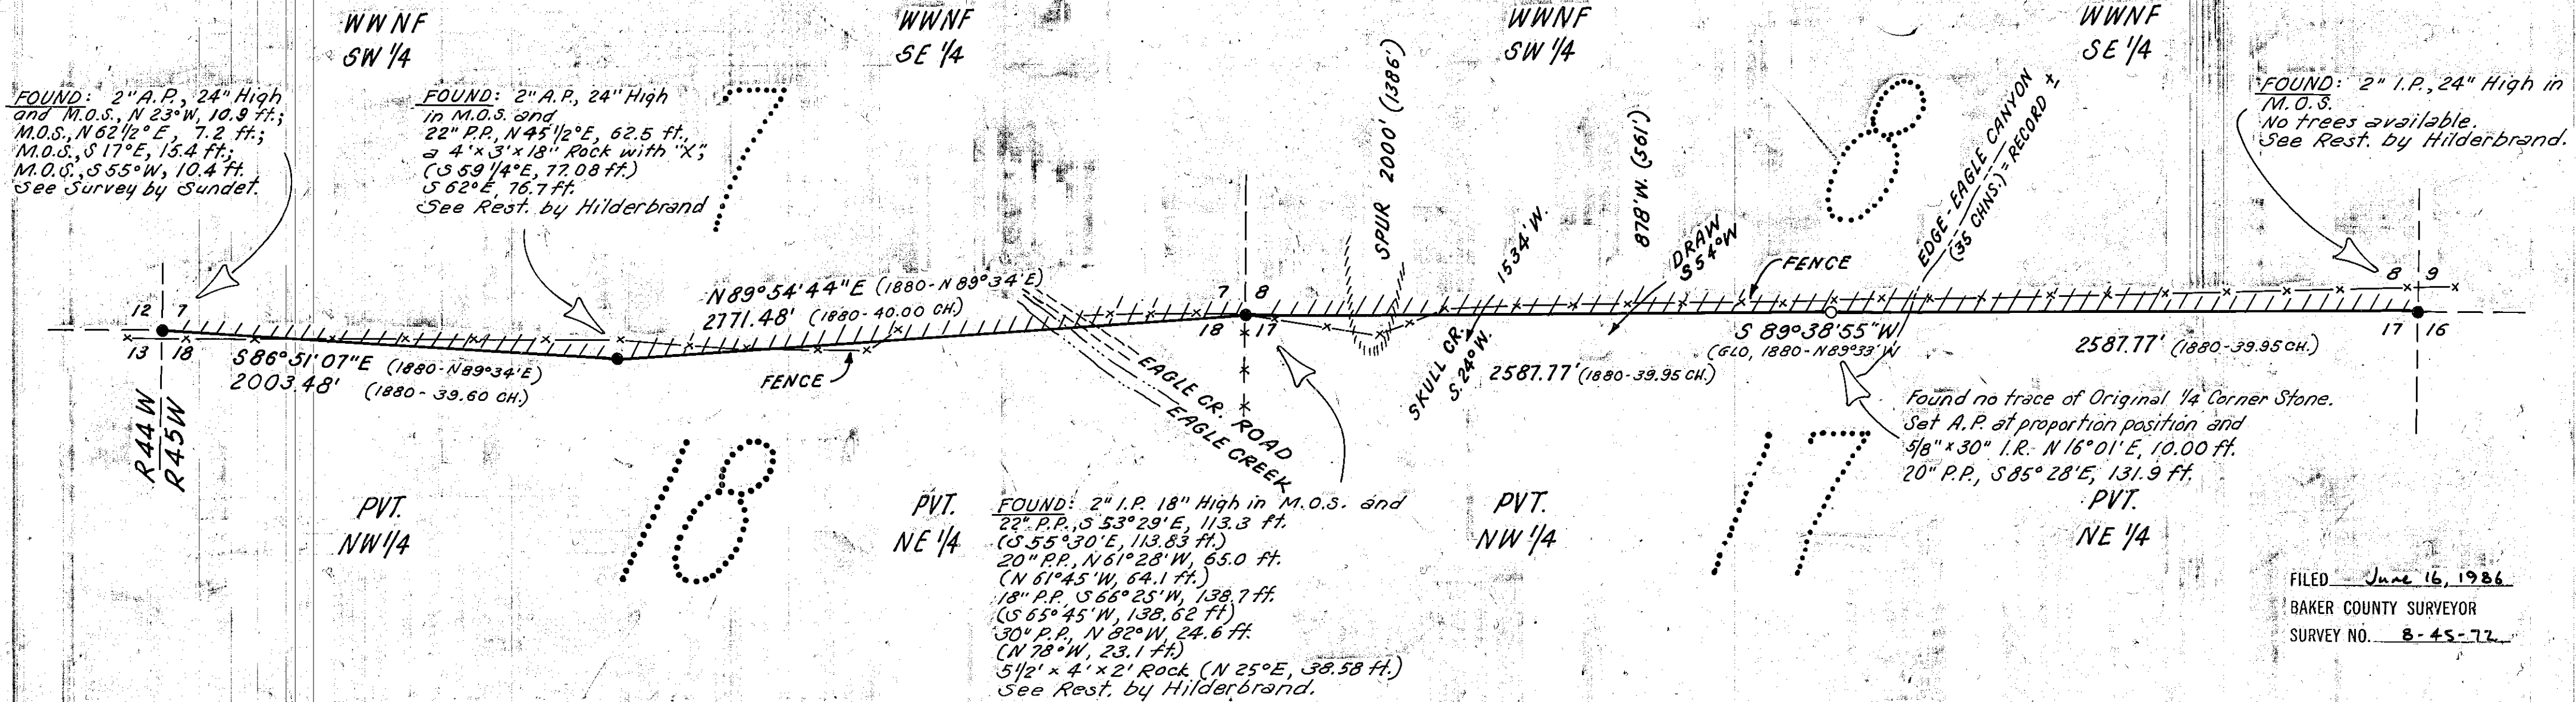 WWNF
SW 1/4
WWNF
SE 1/4
WWNF
SW 1/4
WWNF
SE 1/4
FOUND: 2" A.P., 24" High
and M.O.S., N 23°W, 10.9 ft.;
M.O.S., N 62 1/2° E, 7.2 ft.;
M.O.S., S 17°E, 15.4 ft.;
M.O.S., S 55°W, 10.4 ft.
See Survey by Sundet.
FOUND: 2" A.P., 24" High
in M.O.S. and
22" P.P., N 45 1/2°E, 62.5 ft.,
a 4' x 3' x 18" Rock with "X",
(S 59 1/4°E, 77.08 ft.)
S 62°E, 76.7 ft.
See Rest. by Hilderbrand
7
SPUR 2000' (1386')
1534' W.
878' W. (561')
DRAW
S 54° W
8
EDGE - EAGLE CANYON
(35 CHNS.) = RECORD ±
FOUND: 2" I.P., 24" High in
M.O.S.
No trees available.
See Rest. by Hilderbrand.
FENCE
12 7
13 18
N 89°54'44"E (1880-N 89°34'E)
2771.48' (1880-40.00 CH.)
7 8
18 17
8 9
17 16
S 86°51'07"E (1880-N89°34'E)
2003.48' (1880-39.60 CH.)
FENCE
EAGLE CR. ROAD
EAGLE CREEK
SKULL CR.
S. 24° W.
2587.77' (1880-39.95 CH.)
S 89°38'55"W
(GLO, 1880-N89°33'W
2587.77' (1880-39.95 CH.)
R44 W
R45W
Found no trace of Original 1/4 Corner Stone.
Set A.P. at proportion position and
5/8" x 30" I.R. N 16°01' E, 10.00 ft.
20" P.P., S 85° 28' E, 131.9 ft.
18
17
PVT.
NW 1/4
PVT.
NE 1/4
FOUND: 2" I.P. 18" High in M.O.S. and
22" P.P., S 53°29'E, 113.3 ft.
(S 55°30'E, 113.83 ft.)
20" P.P., N 61°28' W, 65.0 ft.
(N 61°45'W, 64.1 ft.)
18" P.P. S 66°25'W, 138.7 ft.
(S 65°45'W, 138.62 ft)
30" P.P., N 82°W, 24.6 ft.
(N 78°W, 23.1 ft.)
5 1/2' x 4' x 2' Rock (N 25°E, 38.58 ft.)
See Rest. by Hilderbrand.
PVT.
NW 1/4
PVT.
NE 1/4
FILED June 16, 1986
BAKER COUNTY SURVEYOR
SURVEY NO. 8-45-72